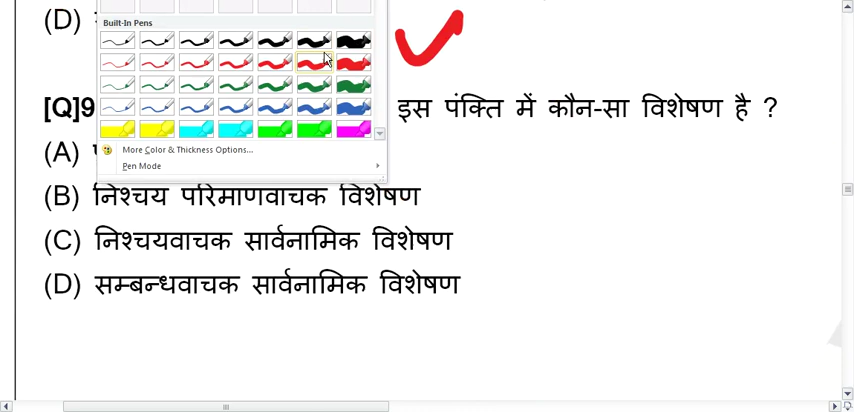 (D)
Built-In Pens
[Q]9 इस पंक्ति में कौन-सा विशेषण है ?
(A)
More Color & Thickness Options...
Pen Mode
(B) निश्चय परिमाणवाचक विशेषण
(C) निश्चयवाचक सार्वनामिक विशेषण
(D) सम्बन्धवाचक सार्वनामिक विशेषण